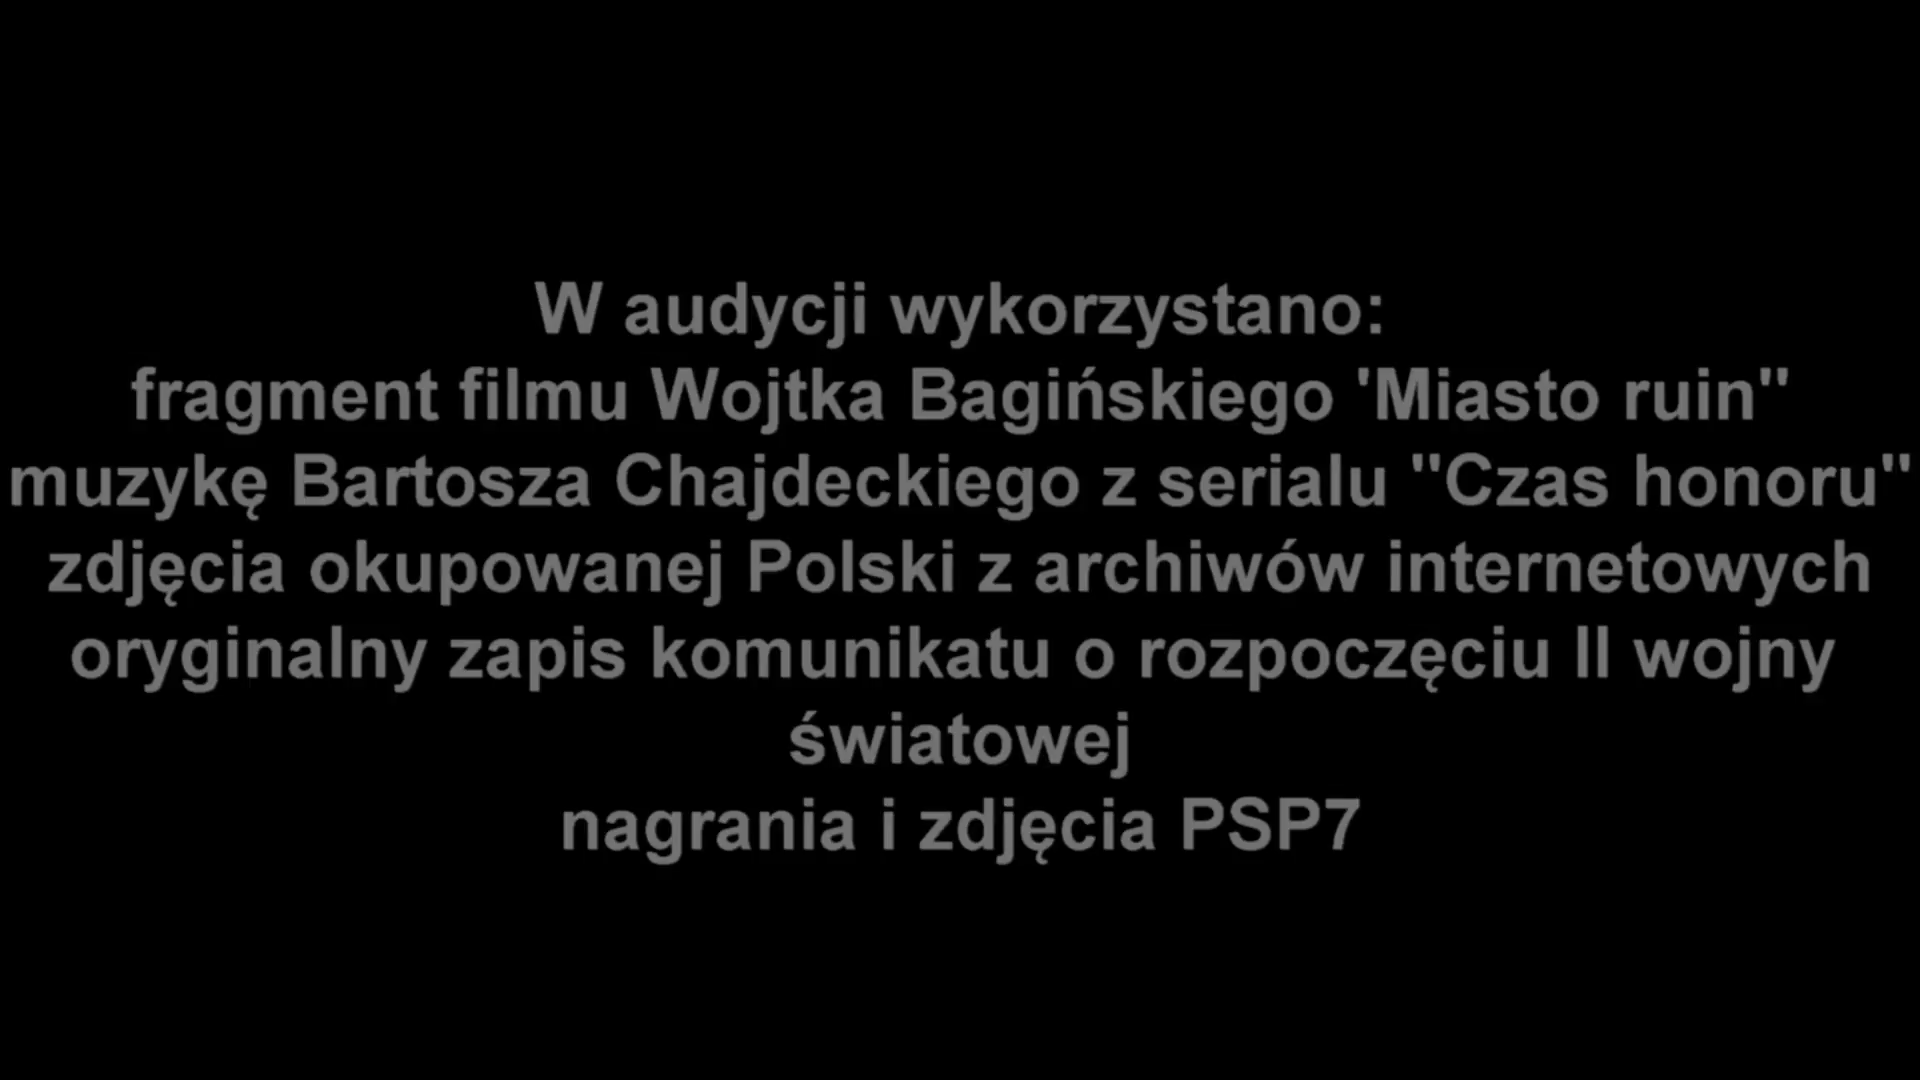 W audycji wykorzystano:
fragment filmu Wojtka Bagińskiego 'Miasto ruin"
muzykę Bartosza Chajdeckiego z serialu "Czas honoru"
zdjęcia okupowanej Polski z archiwów internetowych
oryginalny zapis komunikatu o rozpoczęciu II wojny
światowej
nagrania i zdjęcia PSP7